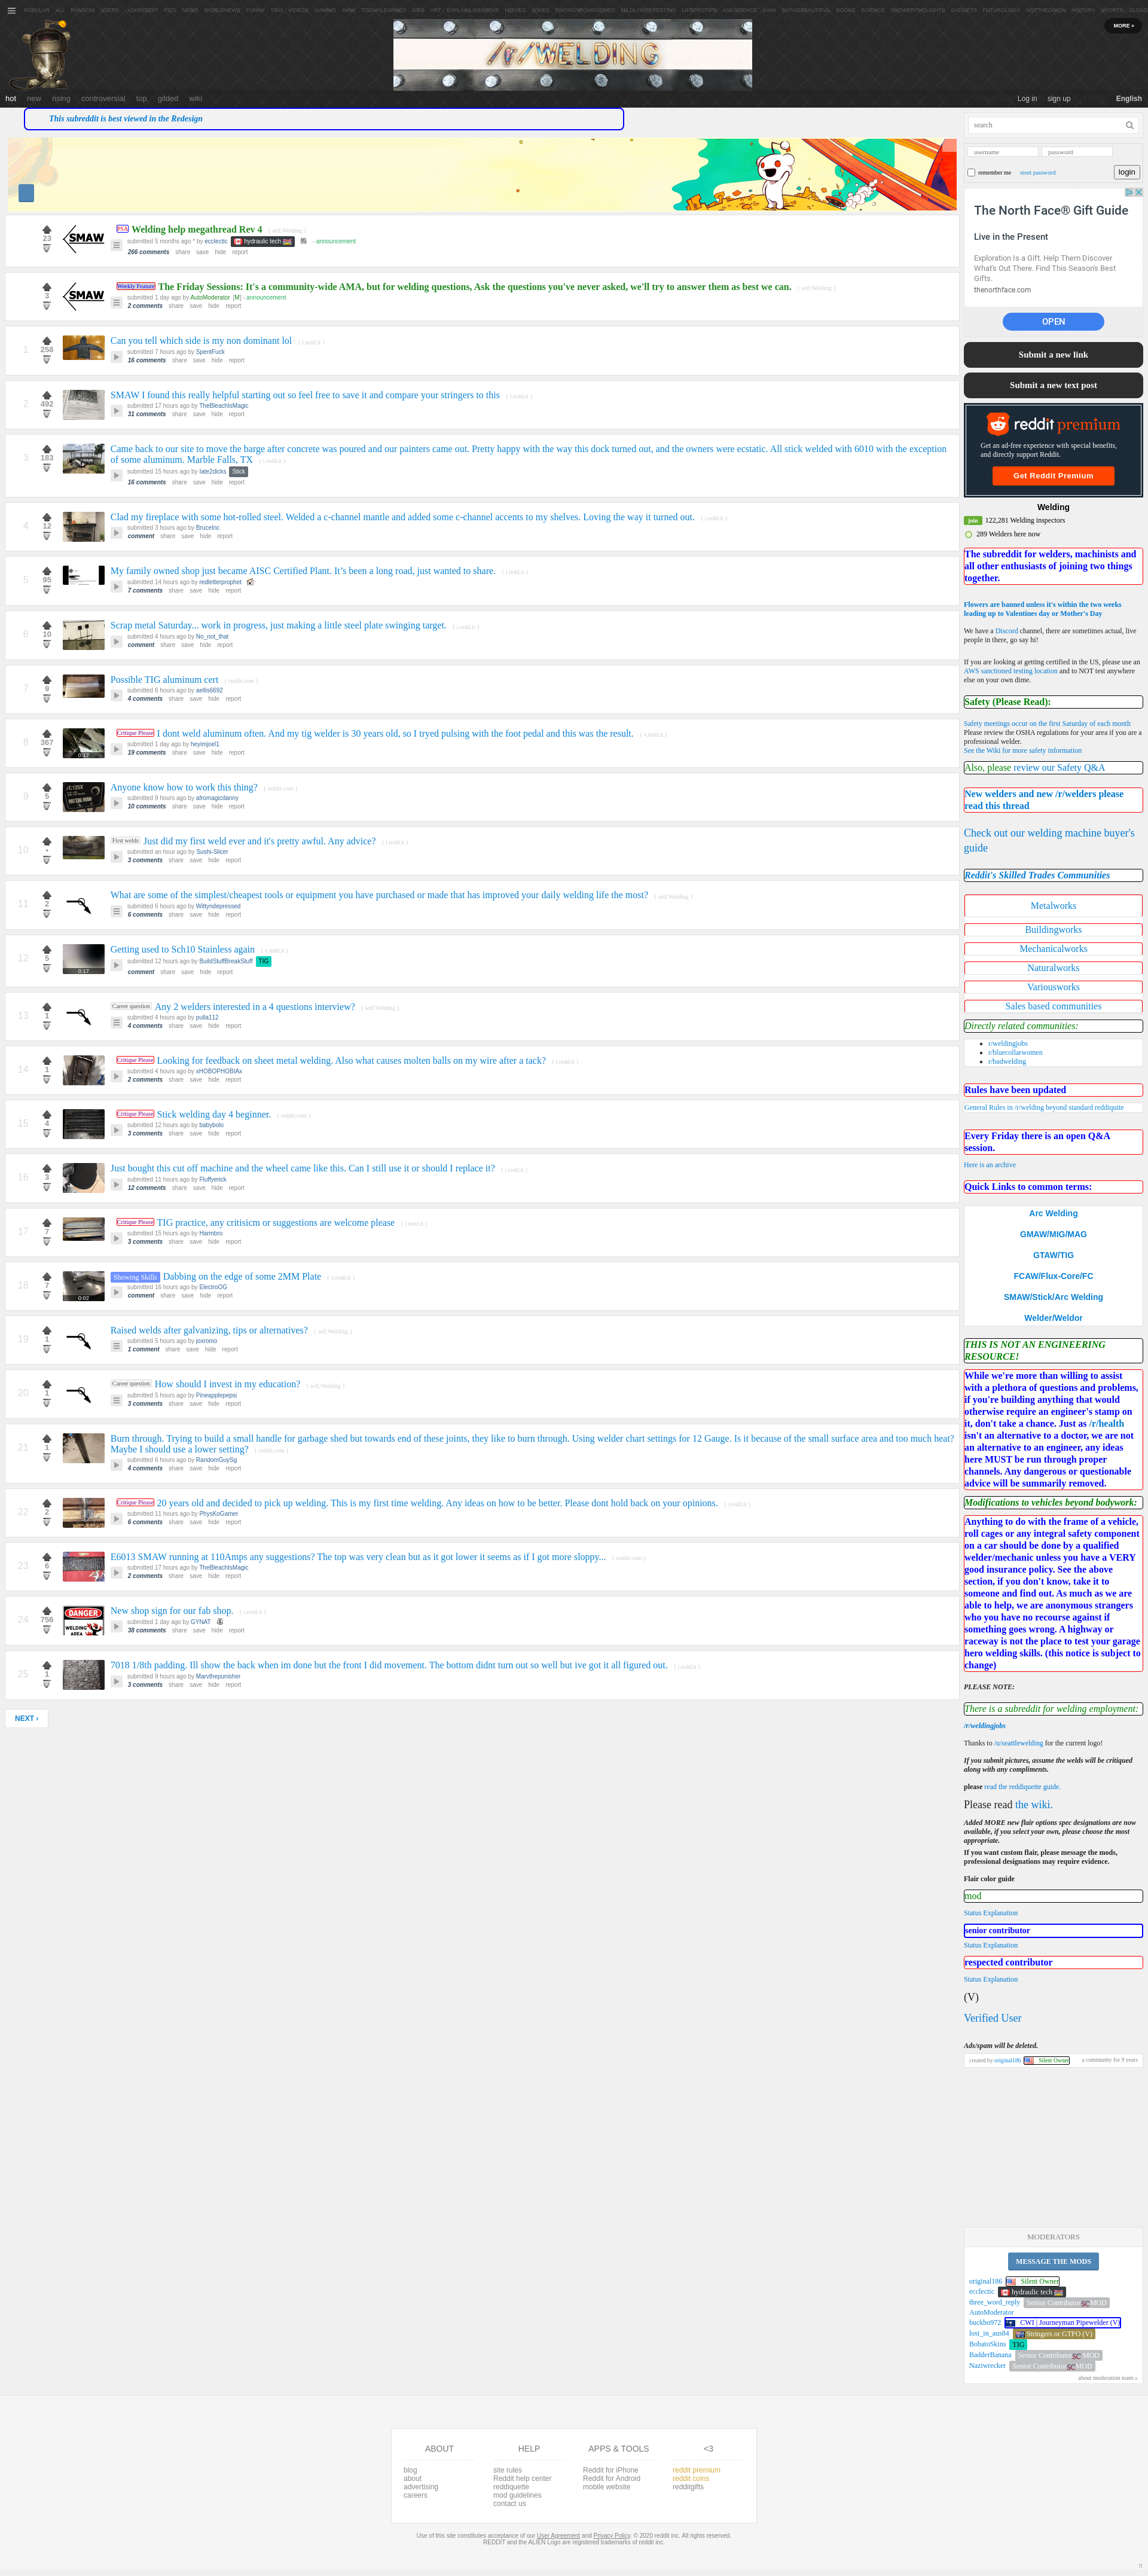 MORE »
/r/WELDING
hot new rising controversial top gilded wiki
Log in sign up English
This subreddit is best viewed in the Redesign
23
SMAW
PSA Welding help megathread Rev 4 ( self.Welding )
submitted 5 months ago * by ecclectic hydraulic tech - announcement
266 comments share save hide report
3
SMAW
Weekly Feature The Friday Sessions: It's a community-wide AMA, but for welding questions, Ask the questions you've never asked, we'll try to answer them as best we can. ( self.Welding )
submitted 1 day ago by AutoModerator [M] - announcement
2 comments share save hide report
1
258
Can you tell which side is my non dominant lol ( i.redd.it )
submitted 7 hours ago by SpentFuck
16 comments share save hide report
2
492
SMAW I found this really helpful starting out so feel free to save it and compare your stringers to this ( i.redd.it )
submitted 17 hours ago by TheBleachIsMagic
31 comments share save hide report
3
183
Came back to our site to move the barge after concrete was poured and our painters came out. Pretty happy with the way this dock turned out, and the owners were ecstatic. All stick welded with 6010 with the exception
of some aluminum. Marble Falls, TX ( i.redd.it )
submitted 15 hours ago by late2dicks Stick
16 comments share save hide report
4
12
Clad my fireplace with some hot-rolled steel. Welded a c-channel mantle and added some c-channel accents to my shelves. Loving the way it turned out. ( i.redd.it )
submitted 3 hours ago by BruceInc
comment share save hide report
5
95
My family owned shop just became AISC Certified Plant. It's been a long road, just wanted to share. ( i.redd.it )
submitted 14 hours ago by redletterprophet
7 comments share save hide report
6
10
Scrap metal Saturday... work in progress, just making a little steel plate swinging target. ( i.redd.it )
submitted 4 hours ago by No_not_that
comment share save hide report
7
9
Possible TIG aluminum cert ( reddit.com )
submitted 6 hours ago by aellis6692
4 comments share save hide report
8
367
0:17
Critique Please I dont weld aluminum often. And my tig welder is 30 years old, so I tryed pulsing with the foot pedal and this was the result. ( v.redd.it )
submitted 1 day ago by heyimjoel1
19 comments share save hide report
9
5
Anyone know how to work this thing? ( reddit.com )
submitted 9 hours ago by afromagicdanny
10 comments share save hide report
10
•
First welds Just did my first weld ever and it's pretty awful. Any advice? ( i.redd.it )
submitted an hour ago by Sushi-Slicer
3 comments share save hide report
11
2
What are some of the simplest/cheapest tools or equipment you have purchased or made that has improved your daily welding life the most? ( self.Welding )
submitted 6 hours ago by Wittyndepressed
6 comments share save hide report
12
5
0:17
Getting used to Sch10 Stainless again ( v.redd.it )
submitted 12 hours ago by BuildStuffBreakStuff TIG
comment share save hide report
13
1
Career question Any 2 welders interested in a 4 questions interview? ( self.Welding )
submitted 4 hours ago by pulla112
4 comments share save hide report
14
1
Critique Please Looking for feedback on sheet metal welding. Also what causes molten balls on my wire after a tack? ( i.redd.it )
submitted 4 hours ago by xHOBOPHOBIAx
2 comments share save hide report
15
4
Critique Please Stick welding day 4 beginner. ( reddit.com )
submitted 12 hours ago by babybolo
3 comments share save hide report
16
3
Just bought this cut off machine and the wheel came like this. Can I still use it or should I replace it? ( i.redd.it )
submitted 11 hours ago by Fluffyerick
12 comments share save hide report
17
7
Critique Please TIG practice, any critisicm or suggestions are welcome please ( i.redd.it )
submitted 15 hours ago by Harmbro
3 comments share save hide report
18
7
0:02
Showing Skills Dabbing on the edge of some 2MM Plate ( v.redd.it )
submitted 16 hours ago by ElectroOG
comment share save hide report
19
1
Raised welds after galvanizing, tips or alternatives? ( self.Welding )
submitted 5 hours ago by joxromo
1 comment share save hide report
20
1
Career question How should I invest in my education? ( self.Welding )
submitted 5 hours ago by Pineapplepepsi
3 comments share save hide report
21
1
Burn through. Trying to build a small handle for garbage shed but towards end of these joints, they like to burn through. Using welder chart settings for 12 Gauge. Is it because of the small surface area and too much heat?
Maybe I should use a lower setting? ( reddit.com )
submitted 6 hours ago by RandomGuySg
4 comments share save hide report
22
2
Critique Please 20 years old and decided to pick up welding. This is my first time welding. Any ideas on how to be better. Please dont hold back on your opinions. ( i.redd.it )
submitted 11 hours ago by PhysKoGamer
6 comments share save hide report
23
6
E6013 SMAW running at 110Amps any suggestions? The top was very clean but as it got lower it seems as if I got more sloppy... ( reddit.com )
submitted 17 hours ago by TheBleachIsMagic
2 comments share save hide report
24
756
DANGER
New shop sign for our fab shop. ( i.redd.it )
submitted 1 day ago by GYNAT
38 comments share save hide report
25
1
7018 1/8th padding. Ill show the back when im done but the front I did movement. The bottom didnt turn out so well but ive got it all figured out. ( i.redd.it )
submitted 9 hours ago by Marvthepunisher
3 comments share save hide report
NEXT ›
search
username password
remember me reset password login
The North Face® Gift Guide
Live in the Present
Exploration Is a Gift. Help Them Discover
What's Out There. Find This Season's Best
Gifts.
thenorthface.com
OPEN
Submit a new link
Submit a new text post
reddit premium
Get an ad-free experience with special benefits,
and directly support Reddit.
Get Reddit Premium
Welding
join 122,281 Welding inspectors
289 Welders here now
The subreddit for welders, machinists and
all other enthusiasts of joining two things
together.
Flowers are banned unless it's within the two weeks
leading up to Valentines day or Mother's Day
We have a Discord channel, there are sometimes actual, live
people in there, go say hi!
If you are looking at getting certified in the US, please use an
AWS sanctioned testing location and to NOT test anywhere
else on your own dime.
Safety (Please Read):
Safety meetings occur on the first Saturday of each month
Please review the OSHA regulations for your area if you are a
professional welder.
See the Wiki for more safety information
Also, please review our Safety Q&A
New welders and new /r/welders please
read this thread
Check out our welding machine buyer's
guide
Reddit's Skilled Trades Communities
Metalworks
Buildingworks
Mechanicalworks
Naturalworks
Variousworks
Sales based communities
Directly related communities:
r/weldingjobs
r/bluecollarwomen
r/badwelding
Rules have been updated
General Rules in /r/welding beyond standard reddiquite
Every Friday there is an open Q&A
session.
Here is an archive
Quick Links to common terms:
Arc Welding
GMAW/MIG/MAG
GTAW/TIG
FCAW/Flux-Core/FC
SMAW/Stick/Arc Welding
Welder/Weldor
THIS IS NOT AN ENGINEERING
RESOURCE!
While we're more than willing to assist
with a plethora of questions and problems,
if you're building anything that would
otherwise require an engineer's stamp on
it, don't take a chance. Just as /r/health
isn't an alternative to a doctor, we are not
an alternative to an engineer, any ideas
here MUST be run through proper
channels. Any dangerous or questionable
advice will be summarily removed.
Modifications to vehicles beyond bodywork:
Anything to do with the frame of a vehicle,
roll cages or any integral safety component
on a car should be done by a qualified
welder/mechanic unless you have a VERY
good insurance policy. See the above
section, if you don't know, take it to
someone and find out. As much as we are
able to help, we are anonymous strangers
who you have no recourse against if
something goes wrong. A highway or
raceway is not the place to test your garage
hero welding skills. (this notice is subject to
change)
PLEASE NOTE:
There is a subreddit for welding employment:
/r/weldingjobs
Thanks to /u/seattlewelding for the current logo!
If you submit pictures, assume the welds will be critiqued
along with any compliments.
please read the reddiquette guide.
Please read the wiki.
Added MORE new flair options spec designations are now
available, if you select your own, please choose the most
appropriate.
If you want custom flair, please message the mods,
professional designations may require evidence.
Flair color guide
mod
Status Explanation
senior contributor
Status Explanation
respected contributor
Status Explanation
(V)
Verified User
Ads/spam will be deleted.
created by original186 Silent Owner a community for 9 years
MODERATORS
MESSAGE THE MODS
original186 Silent Owner
ecclectic hydraulic tech
three_word_reply Senior Contributor MOD
AutoModerator
buckbo972 CWI | Journeyman Pipewelder (V)
lost_in_aus84 Stringers or GTFO (V)
BobatoSkins TIG
BadderBanana Senior Contributor MOD
Naziwrecker Senior Contributor MOD
about moderation team »
ABOUT
blog
about
advertising
careers
HELP
site rules
Reddit help center
reddiquette
mod guidelines
contact us
APPS & TOOLS
Reddit for iPhone
Reddit for Android
mobile website
<3
reddit premium
reddit coins
redditgifts
Use of this site constitutes acceptance of our User Agreement and Privacy Policy. © 2020 reddit inc. All rights reserved.
REDDIT and the ALIEN Logo are registered trademarks of reddit inc.
π